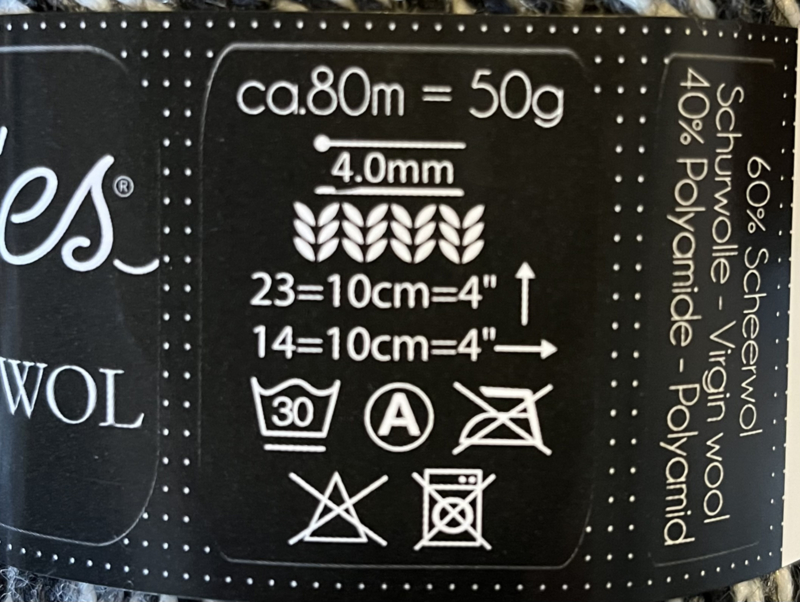 es®
WOL
ca.80m = 50g
4.0mm
23=10cm=4"
14=10cm=4"
30
A
60% Scheerwol
Schurwolle - Virgin wool
40% Polyamide - Polyamid